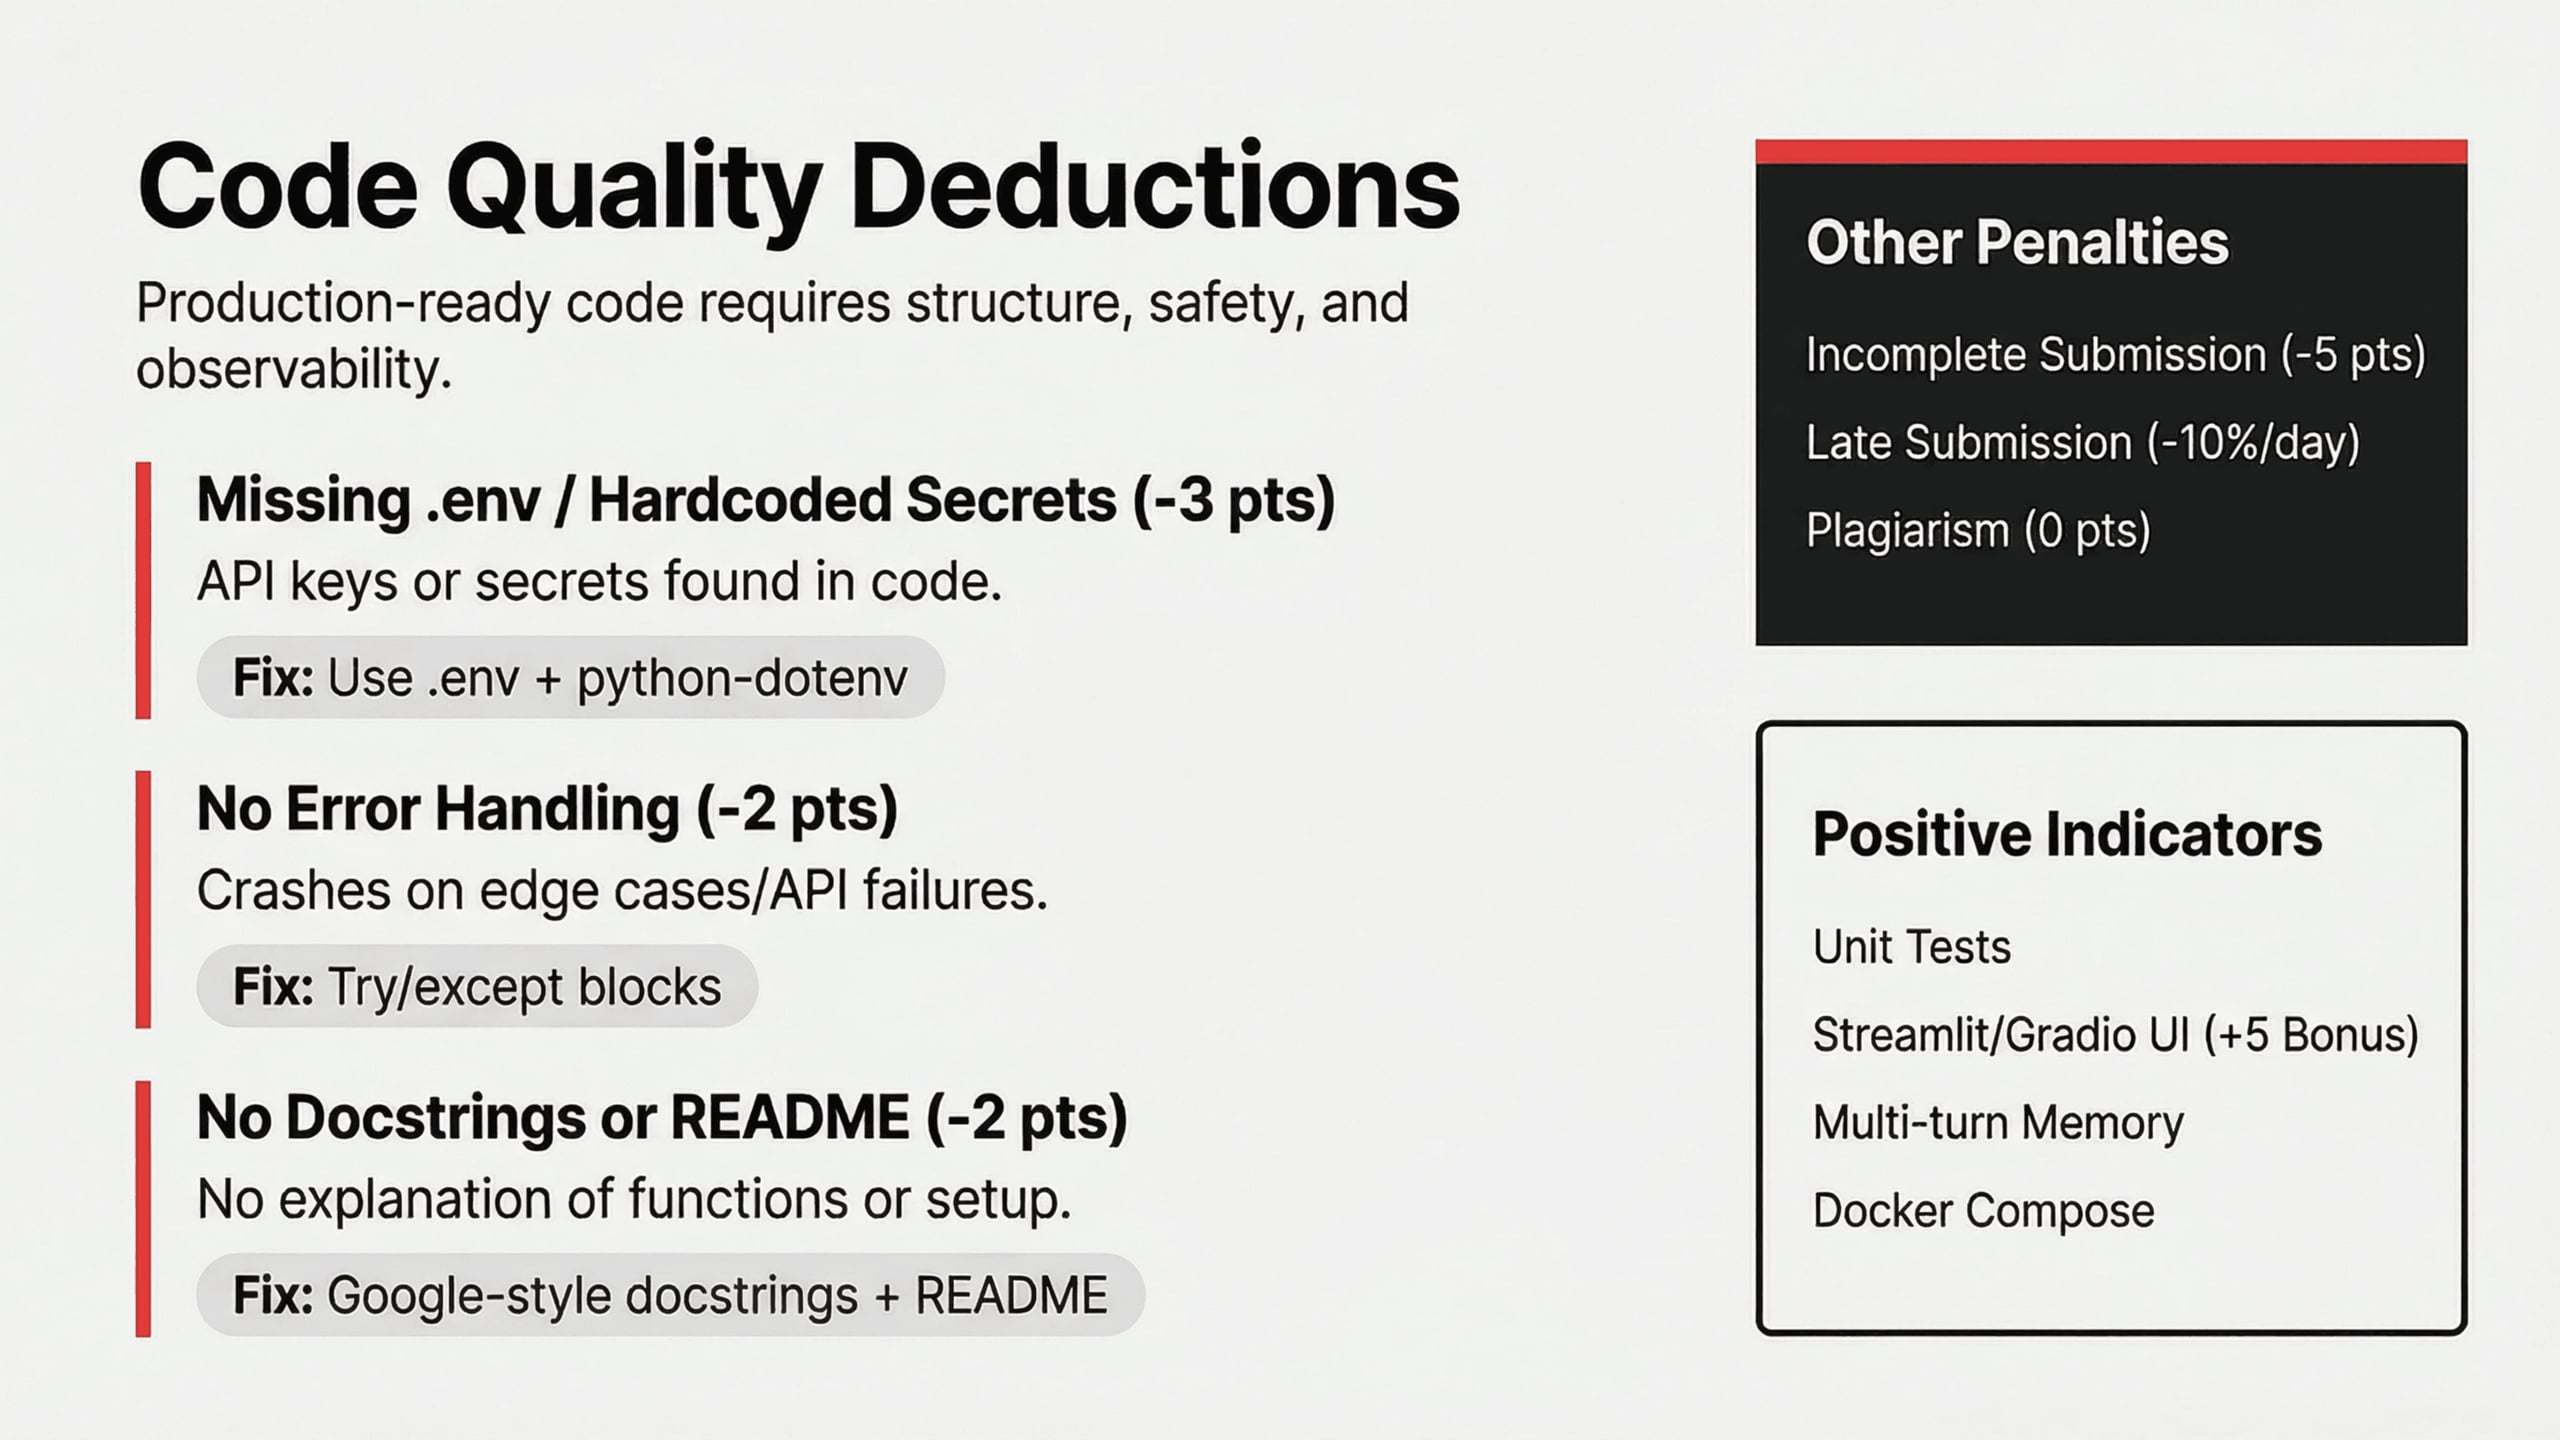 Code Quality Deductions
Production-ready code requires structure, safety, and
observability.
Missing .env / Hardcoded Secrets (-3 pts)
API keys or secrets found in code.
Fix: Use .env + python-dotenv
No Error Handling (-2 pts)
Crashes on edge cases/API failures.
Fix: Try/except blocks
No Docstrings or README (-2 pts)
No explanation of functions or setup.
Fix: Google-style docstrings + README
Other Penalties
Incomplete Submission (-5 pts)
Late Submission (-10%/day)
Plagiarism (0 pts)
Positive Indicators
Unit Tests
Streamlit/Gradio UI (+5 Bonus)
Multi-turn Memory
Docker Compose